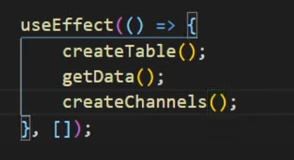 useEffect(() => {
createTable();
getData();
createChannels();
}, []);